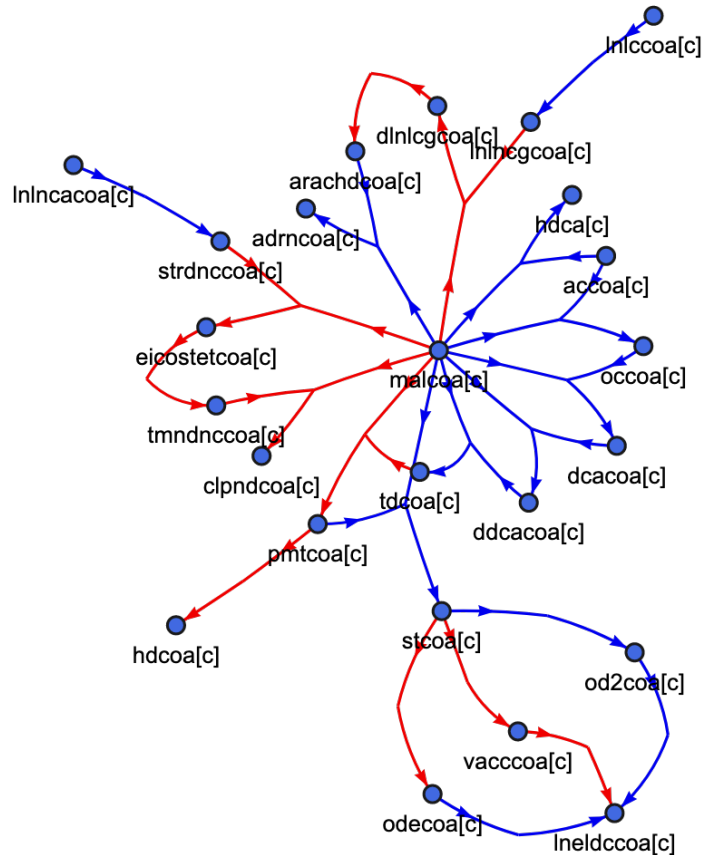 lnlccoa[c]
dlnlcgcoa[c]
lnlncgcoa[c]
arachdcoa[c]
lnlncacoa[c]
hdca[c]
adrncoa[c]
strdnccoa[c]
accoa[c]
eicostetcoa[c]
malcoa[c]
occoa[c]
tmndnccoa[c]
dcacoa[c]
clpndcoa[c]
tdcoa[c]
ddcacoa[c]
pmtcoa[c]
hdcoa[c]
stcoa[c]
od2coa[c]
vacccoa[c]
odecoa[c]
lneldccoa[c]